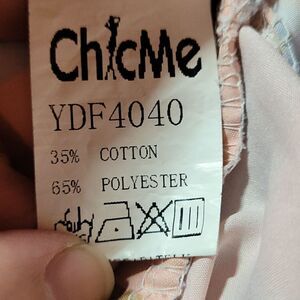 ChicMe
YDF4040
35% COTTON
65% POLYESTER